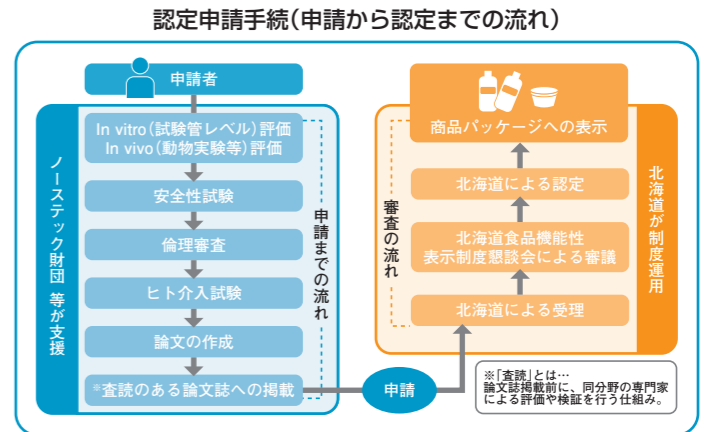 認定申請手続(申請から認定までの流れ)
申請者
ノーステック財団 等が支援
In vitro(試験管レベル)評価
In vivo(動物実験等)評価
安全性試験
倫理審査
ヒト介入試験
論文の作成
※査読のある論文誌への掲載
申請までの流れ
申請
商品パッケージへの表示
北海道による認定
北海道食品機能性
表示制度懇談会による審議
北海道による受理
審査の流れ
北海道が制度運用
※「査読」とは…
論文誌掲載前に、同分野の専門家
による評価や検証を行う仕組み。